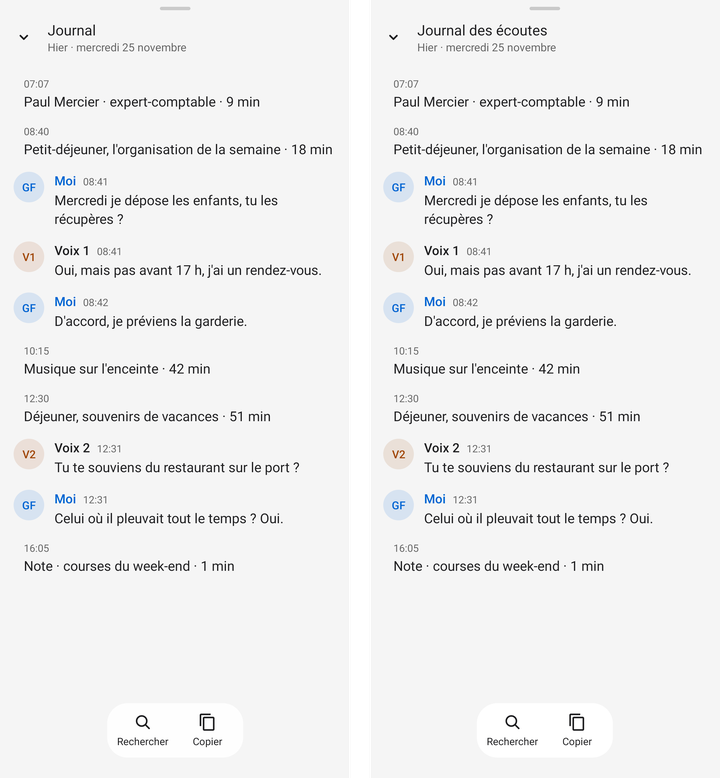 Journal
Hier · mercredi 25 novembre
07:07
Paul Mercier · expert-comptable · 9 min
08:40
Petit-déjeuner, l'organisation de la semaine · 18 min
GF
Moi 08:41
Mercredi je dépose les enfants, tu les
récupères ?
V1
Voix 1 08:41
Oui, mais pas avant 17 h, j'ai un rendez-vous.
GF
Moi 08:42
D'accord, je préviens la garderie.
10:15
Musique sur l'enceinte · 42 min
12:30
Déjeuner, souvenirs de vacances · 51 min
V2
Voix 2 12:31
Tu te souviens du restaurant sur le port ?
GF
Moi 12:31
Celui où il pleuvait tout le temps ? Oui.
16:05
Note · courses du week-end · 1 min
Rechercher
Copier
Journal des écoutes
Hier · mercredi 25 novembre
07:07
Paul Mercier · expert-comptable · 9 min
08:40
Petit-déjeuner, l'organisation de la semaine · 18 min
GF
Moi 08:41
Mercredi je dépose les enfants, tu les
récupères ?
V1
Voix 1 08:41
Oui, mais pas avant 17 h, j'ai un rendez-vous.
GF
Moi 08:42
D'accord, je préviens la garderie.
10:15
Musique sur l'enceinte · 42 min
12:30
Déjeuner, souvenirs de vacances · 51 min
V2
Voix 2 12:31
Tu te souviens du restaurant sur le port ?
GF
Moi 12:31
Celui où il pleuvait tout le temps ? Oui.
16:05
Note · courses du week-end · 1 min
Rechercher
Copier